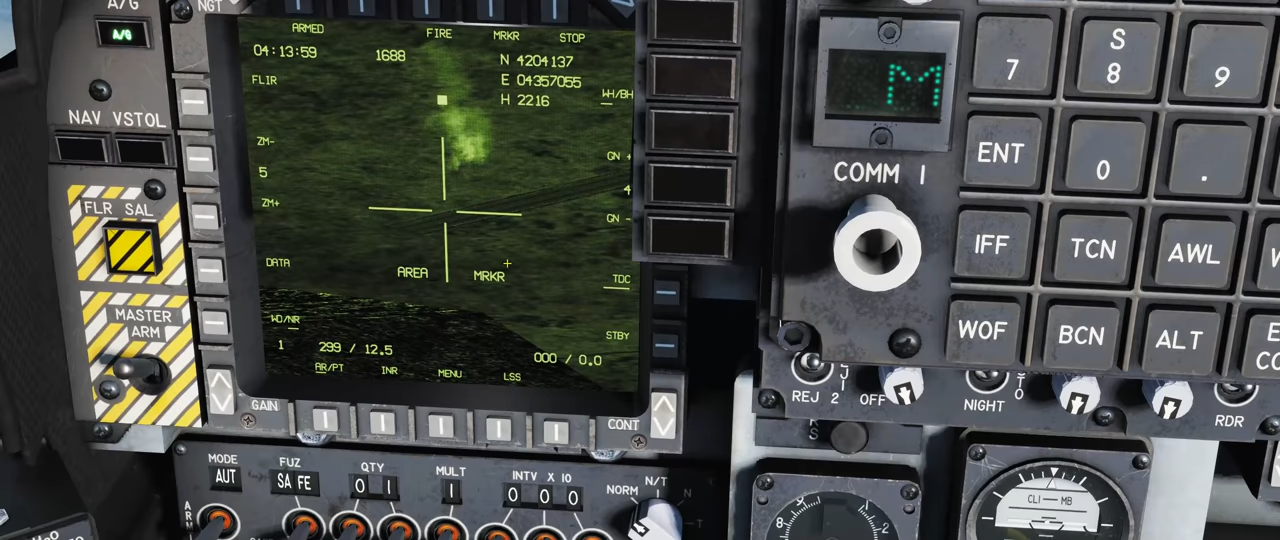 A/G
A/G
NAV VSTOL
FLR SAL
MASTER
ARM
NGT
ARMED FIRE MRKR STOP
04:13:59 1688 N 4204137
E 04357055
H 2216
FLIR WH/BH
ZM-
5
ZM+
GN +
4
GN -
DATA AREA MRKR TDC
WD/NR STBY
1 299 / 12.5 000 / 0.0
AR/PT INR MENU LSS
GAIN CONT
M
COMM 1
S
7 8 9
ENT 0 .
IFF TCN AWL
WOF BCN ALT
REJ 2 OFF NIGHT RDR
MODE FUZ QTY MULT INTV X 10 NORM N/T
AUT SAFE 0 1 1 0 0 0
N
T
8 2
CLI MB